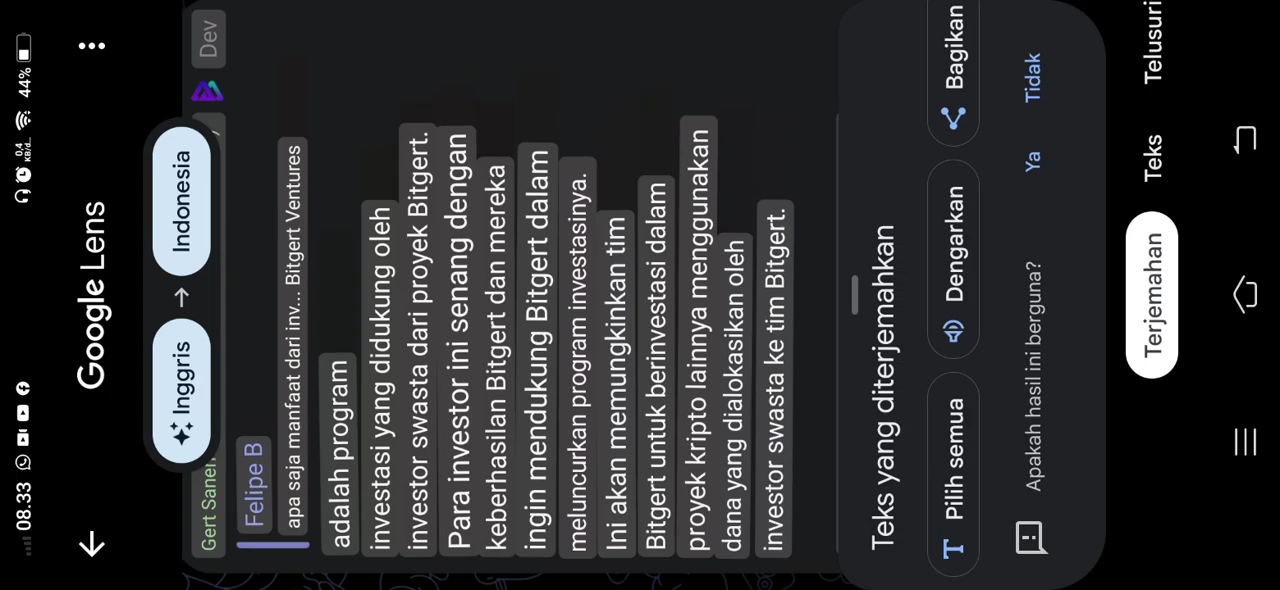 08.33
0,4
KB/d...
44%
Google Lens
Inggris → Indonesia
Gert Sanen
Dev
Felipe B
apa saja manfaat dari inv... Bitgert Ventures
adalah program
investasi yang didukung oleh
investor swasta dari proyek Bitgert.
Para investor ini senang dengan
keberhasilan Bitgert dan mereka
ingin mendukung Bitgert dalam
meluncurkan program investasinya.
Ini akan memungkinkan tim
Bitgert untuk berinvestasi dalam
proyek kripto lainnya menggunakan
dana yang dialokasikan oleh
investor swasta ke tim Bitgert.
Teks yang diterjemahkan
Pilih semua
Dengarkan
Bagikan
Apakah hasil ini berguna?
Ya
Tidak
Terjemahan
Teks
Telusuri